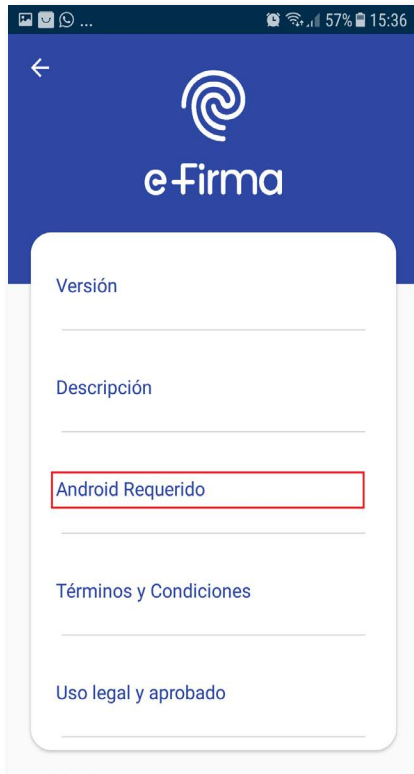 ... 57% 15:36
e-Firma
Versión
Descripción
Android Requerido
Términos y Condiciones
Uso legal y aprobado